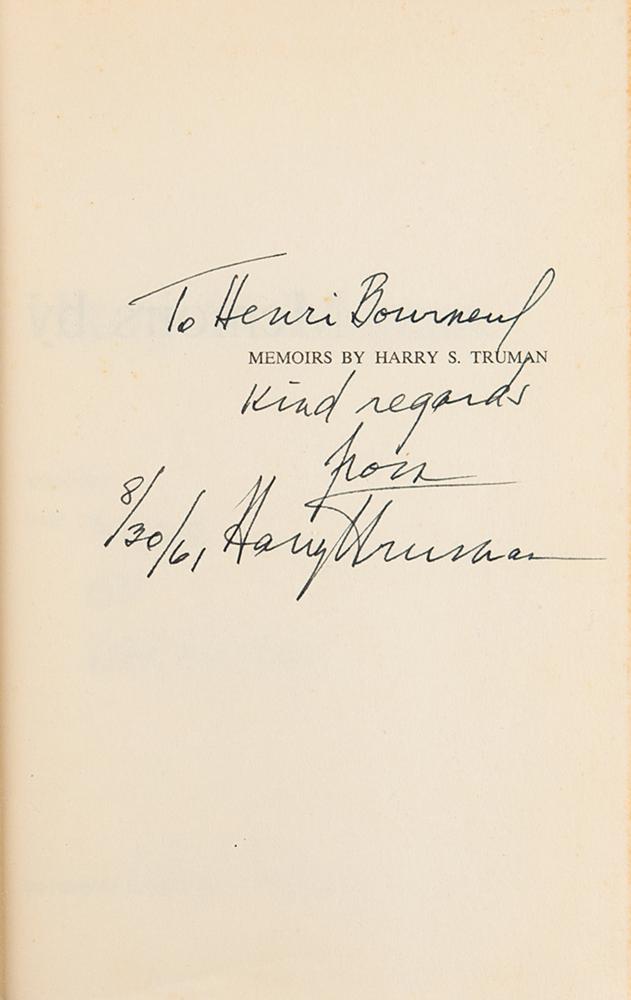 To Henri Bourneuf
MEMOIRS BY HARRY S. TRUMAN
Kind regards
from
8/30/61 Harry Truman